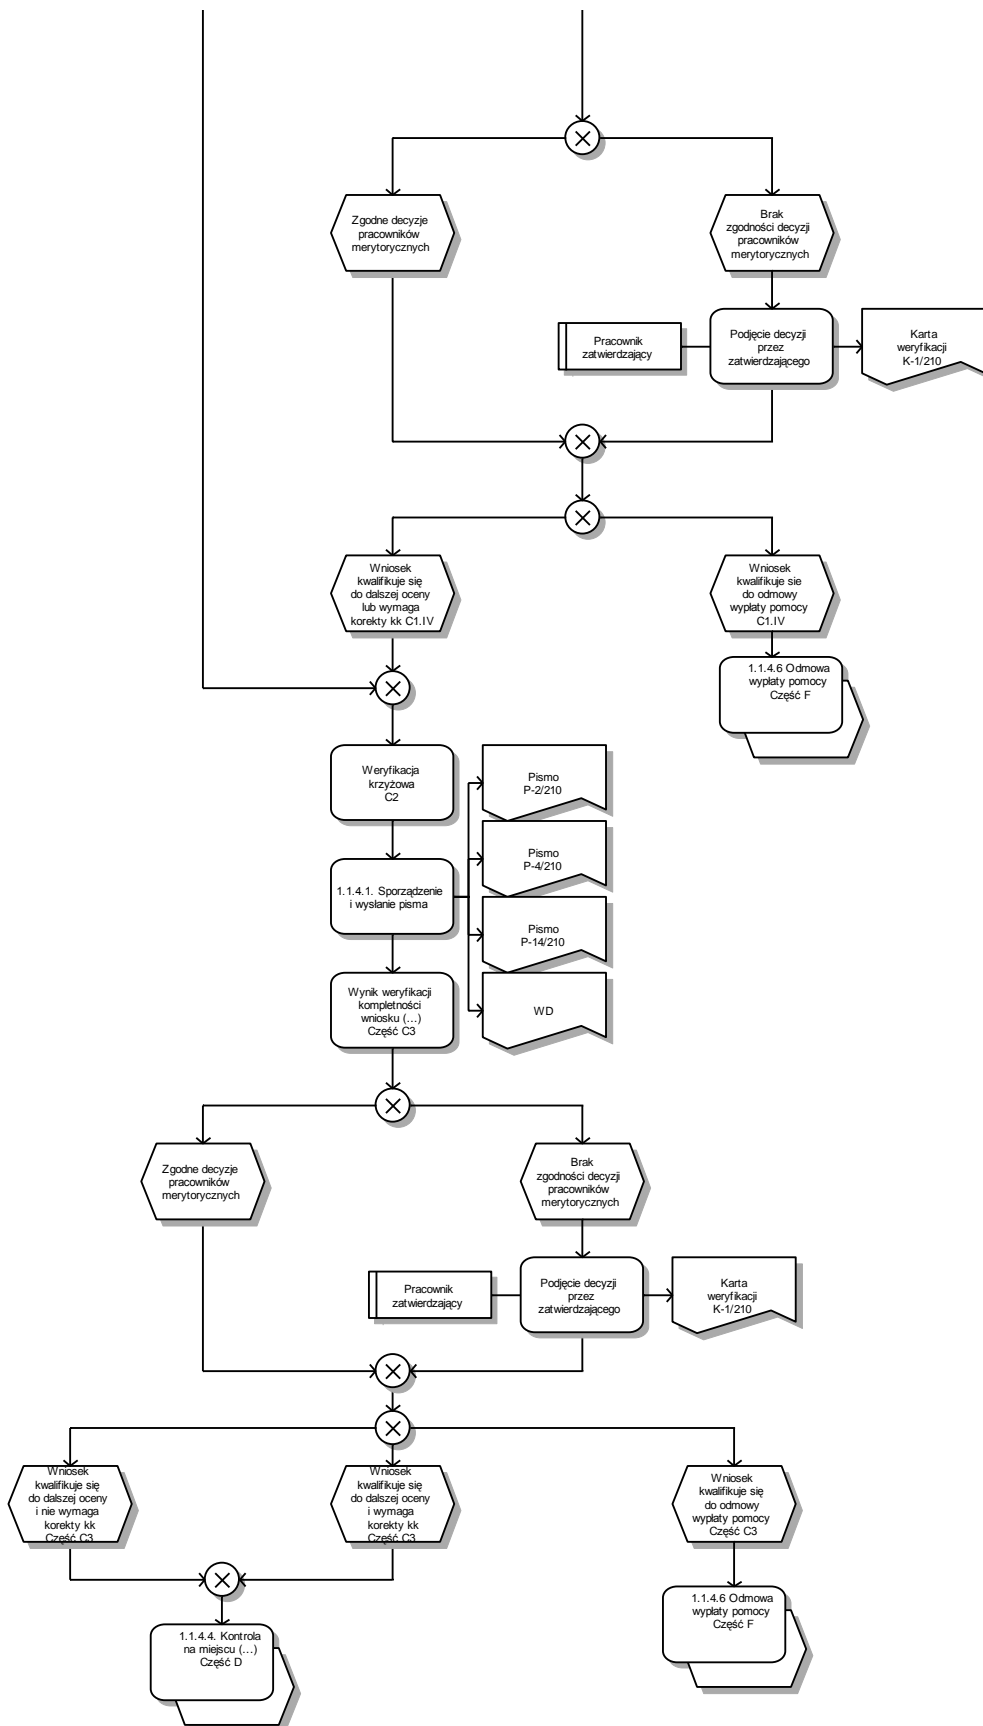 Zgodne decyzje
pracowników
merytorycznych
Brak
zgodności decyzji
pracowników
merytorycznych
Pracownik
zatwierdzający
Podjęcie decyzji
przez
zatwierdzającego
Karta
weryfikacji
K-1/210
Wniosek
kwalifikuje się
do dalszej oceny
lub wymaga
korekty kk C1.IV
Wniosek
kwalifikuje sie
do odmowy
wypłaty pomocy
C1.IV
1.1.4.6 Odmowa
wypłaty pomocy
Część F
Weryfikacja
krzyżowa
C2
Pismo
P-2/210
Pismo
P-4/210
1.1.4.1. Sporządzenie
i wysłanie pisma
Pismo
P-14/210
Wynik weryfikacji
kompletności
wniosku (...)
Część C3
WD
Zgodne decyzje
pracowników
merytorycznych
Brak
zgodności decyzji
pracowników
merytorycznych
Pracownik
zatwierdzający
Podjęcie decyzji
przez
zatwierdzającego
Karta
weryfikacji
K-1/210
Wniosek
kwalifikuje się
do dalszej oceny
i nie wymaga
korekty kk
Część C3
Wniosek
kwalifikuje się
do dalszej oceny
i wymaga
korekty kk
Część C3
Wniosek
kwalifikuje się
do odmowy
wypłaty pomocy
Część C3
1.1.4.4. Kontrola
na miejscu (...)
Część D
1.1.4.6 Odmowa
wypłaty pomocy
Część F